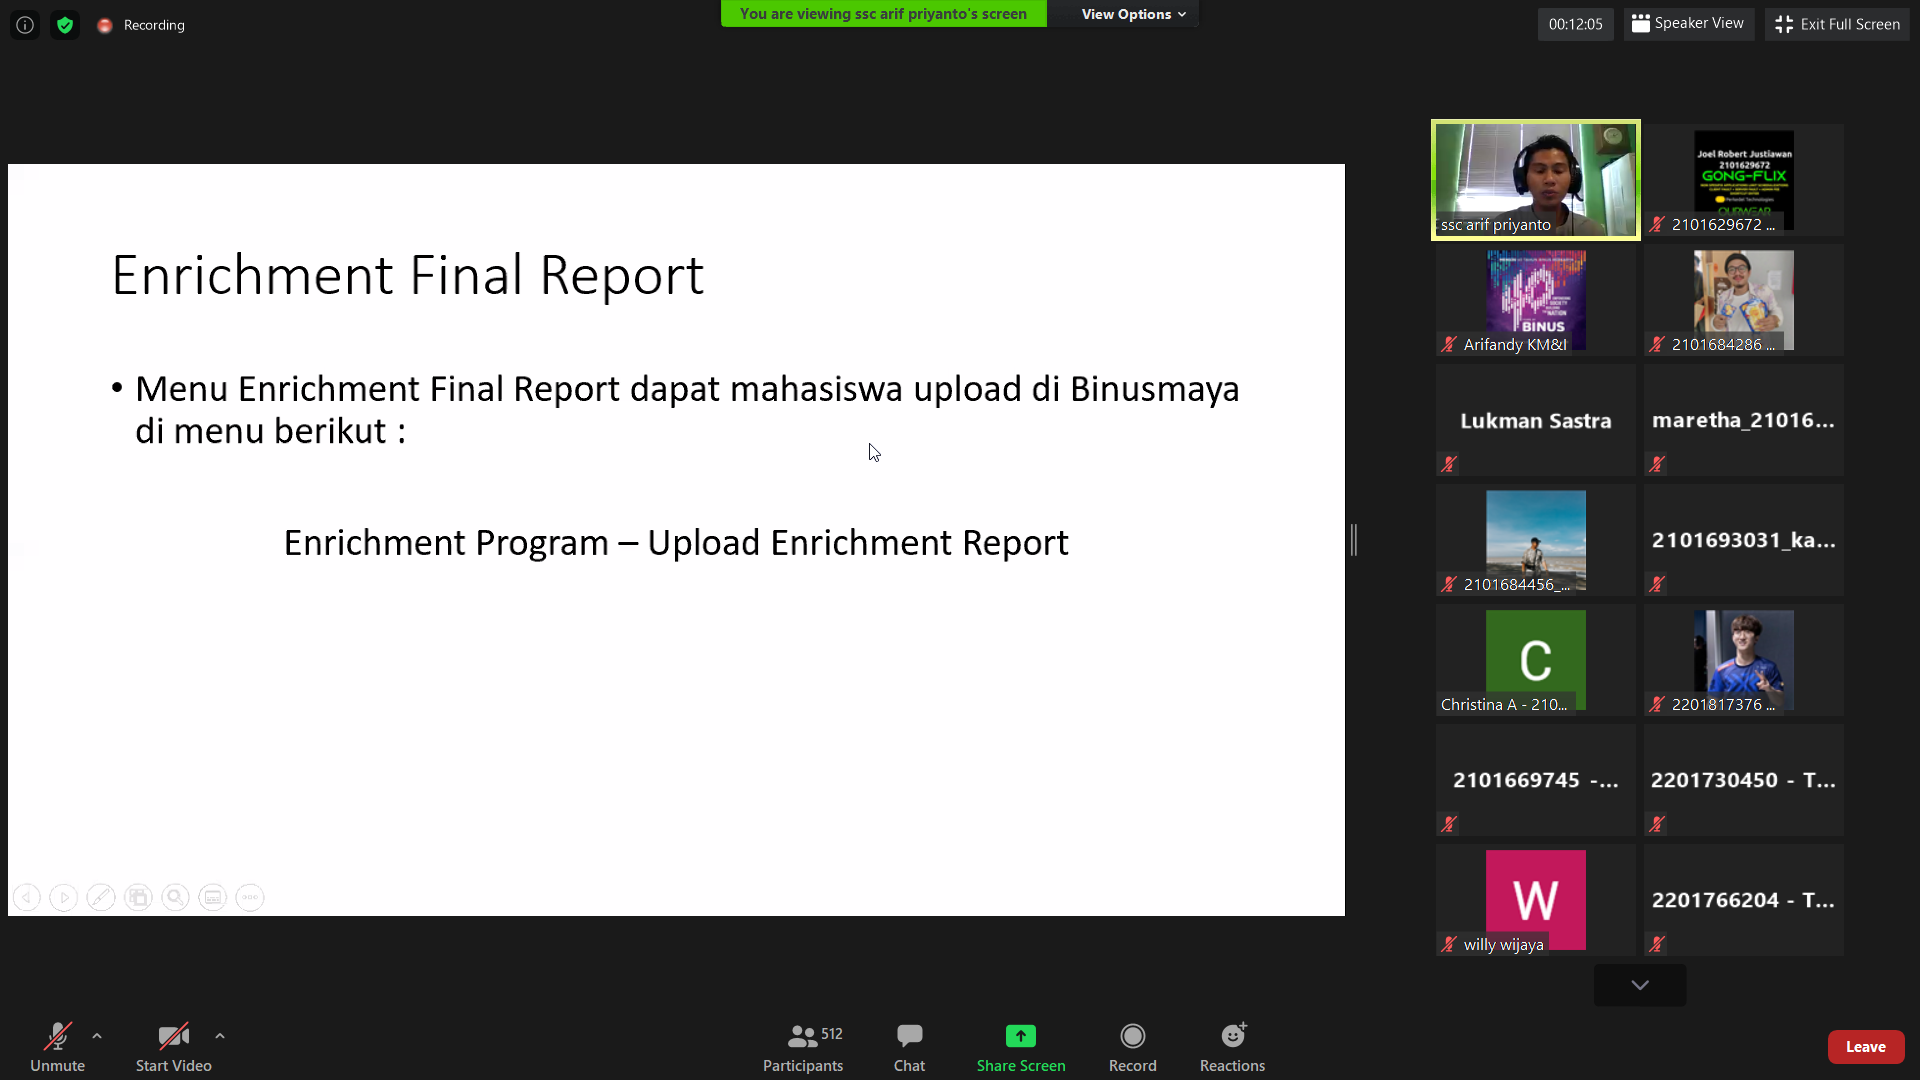 Recording
You are viewing ssc arif priyanto's screen
View Options
00:12:05
Speaker View
Exit Full Screen
Enrichment Final Report
• Menu Enrichment Final Report dapat mahasiswa upload di Binusmaya
di menu berikut :
Enrichment Program – Upload Enrichment Report
ssc arif priyanto
Joel Robert Justiawan
2101629672
GONG-FLIX
2101629672 ...
BINUS
Arifandy KM&I
2101684286 ...
Lukman Sastra
maretha_21016...
2101684456_...
2101693031_ka...
C
Christina A - 210...
2201817376 ...
2101669745 -...
2201730450 - T...
W
willy wijaya
2201766204 - T...
Unmute
Start Video
512
Participants
Chat
Share Screen
Record
Reactions
Leave